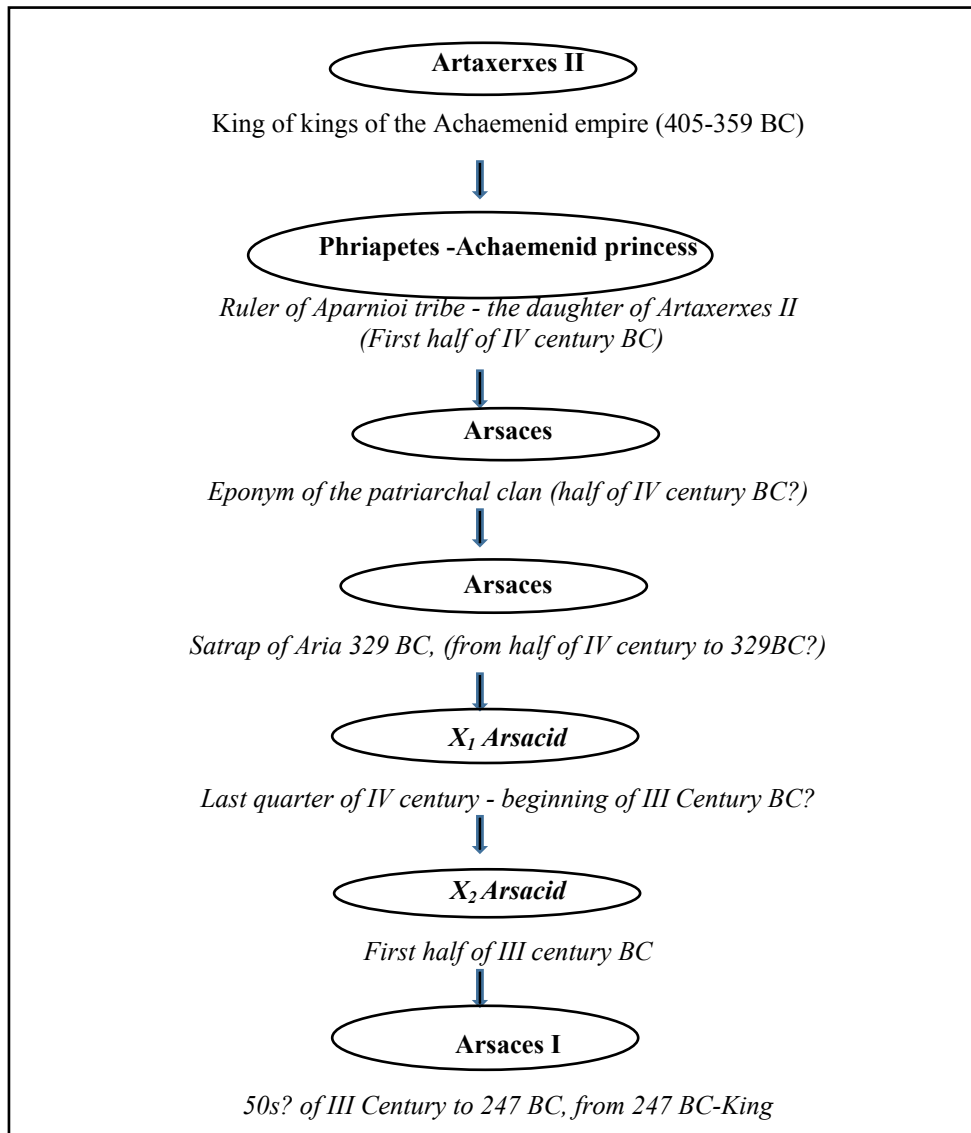 Artaxerxes II
King of kings of the Achaemenid empire (405-359 BC)
Phriapetes -Achaemenid princess
Ruler of Aparnioi tribe - the daughter of Artaxerxes II
(First half of IV century BC)
Arsaces
Eponym of the patriarchal clan (half of IV century BC?)
Arsaces
Satrap of Aria 329 BC, (from half of IV century to 329BC?)
X₁ Arsacid
Last quarter of IV century - beginning of III Century BC?
X₂ Arsacid
First half of III century BC
Arsaces I
50s? of III Century to 247 BC, from 247 BC-King